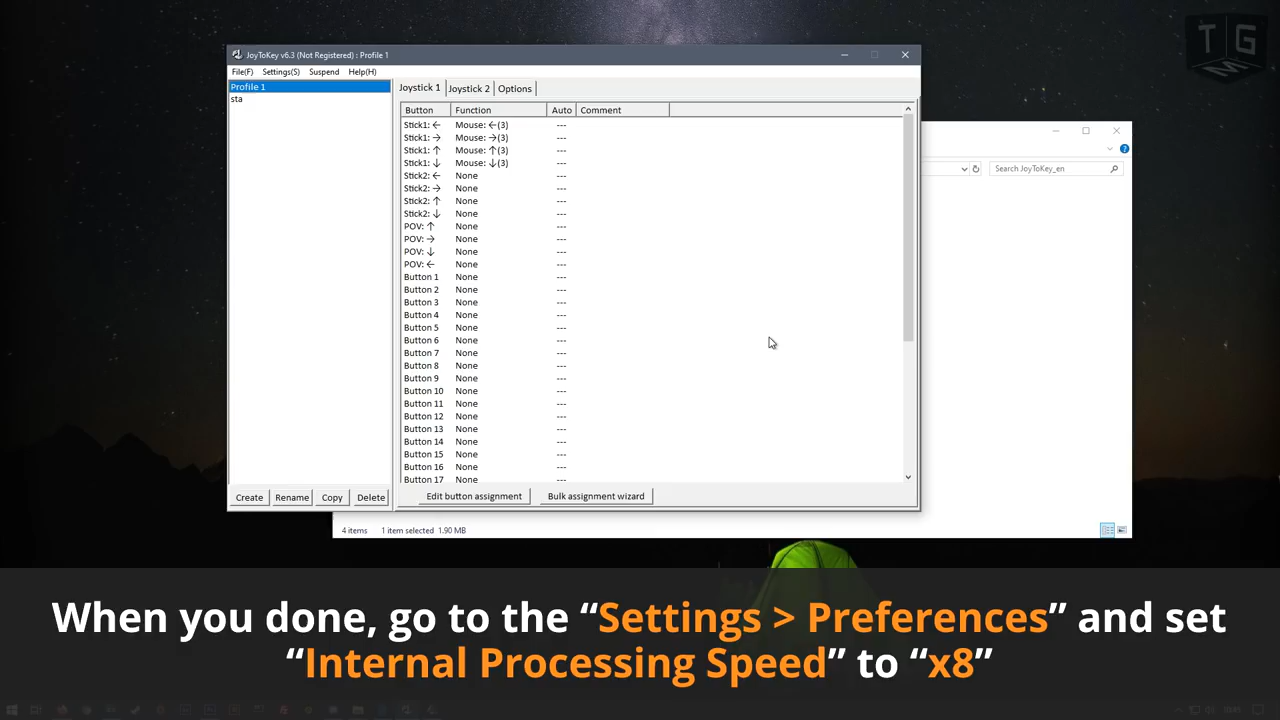 T G
M
JoyToKey v6.3 (Not Registered) : Profile 1
File(F) Settings(S) Suspend Help(H)
Profile 1
sta
Joystick 1 Joystick 2 Options
Button Function Auto Comment
Stick1: ← Mouse: ←(3) ---
Stick1: → Mouse: →(3) ---
Stick1: ↑ Mouse: ↑(3) ---
Stick1: ↓ Mouse: ↓(3) ---
Stick2: ← None ---
Stick2: → None ---
Stick2: ↑ None ---
Stick2: ↓ None ---
POV: ↑ None ---
POV: → None ---
POV: ↓ None ---
POV: ← None ---
Button 1 None ---
Button 2 None ---
Button 3 None ---
Button 4 None ---
Button 5 None ---
Button 6 None ---
Button 7 None ---
Button 8 None ---
Button 9 None ---
Button 10 None ---
Button 11 None ---
Button 12 None ---
Button 13 None ---
Button 14 None ---
Button 15 None ---
Button 16 None ---
Button 17 None ---
Create Rename Copy Delete
Edit button assignment Bulk assignment wizard
Search JoyToKey_en
4 items 1 item selected 1.90 MB
When you done, go to the “Settings > Preferences” and set
“Internal Processing Speed” to “x8”